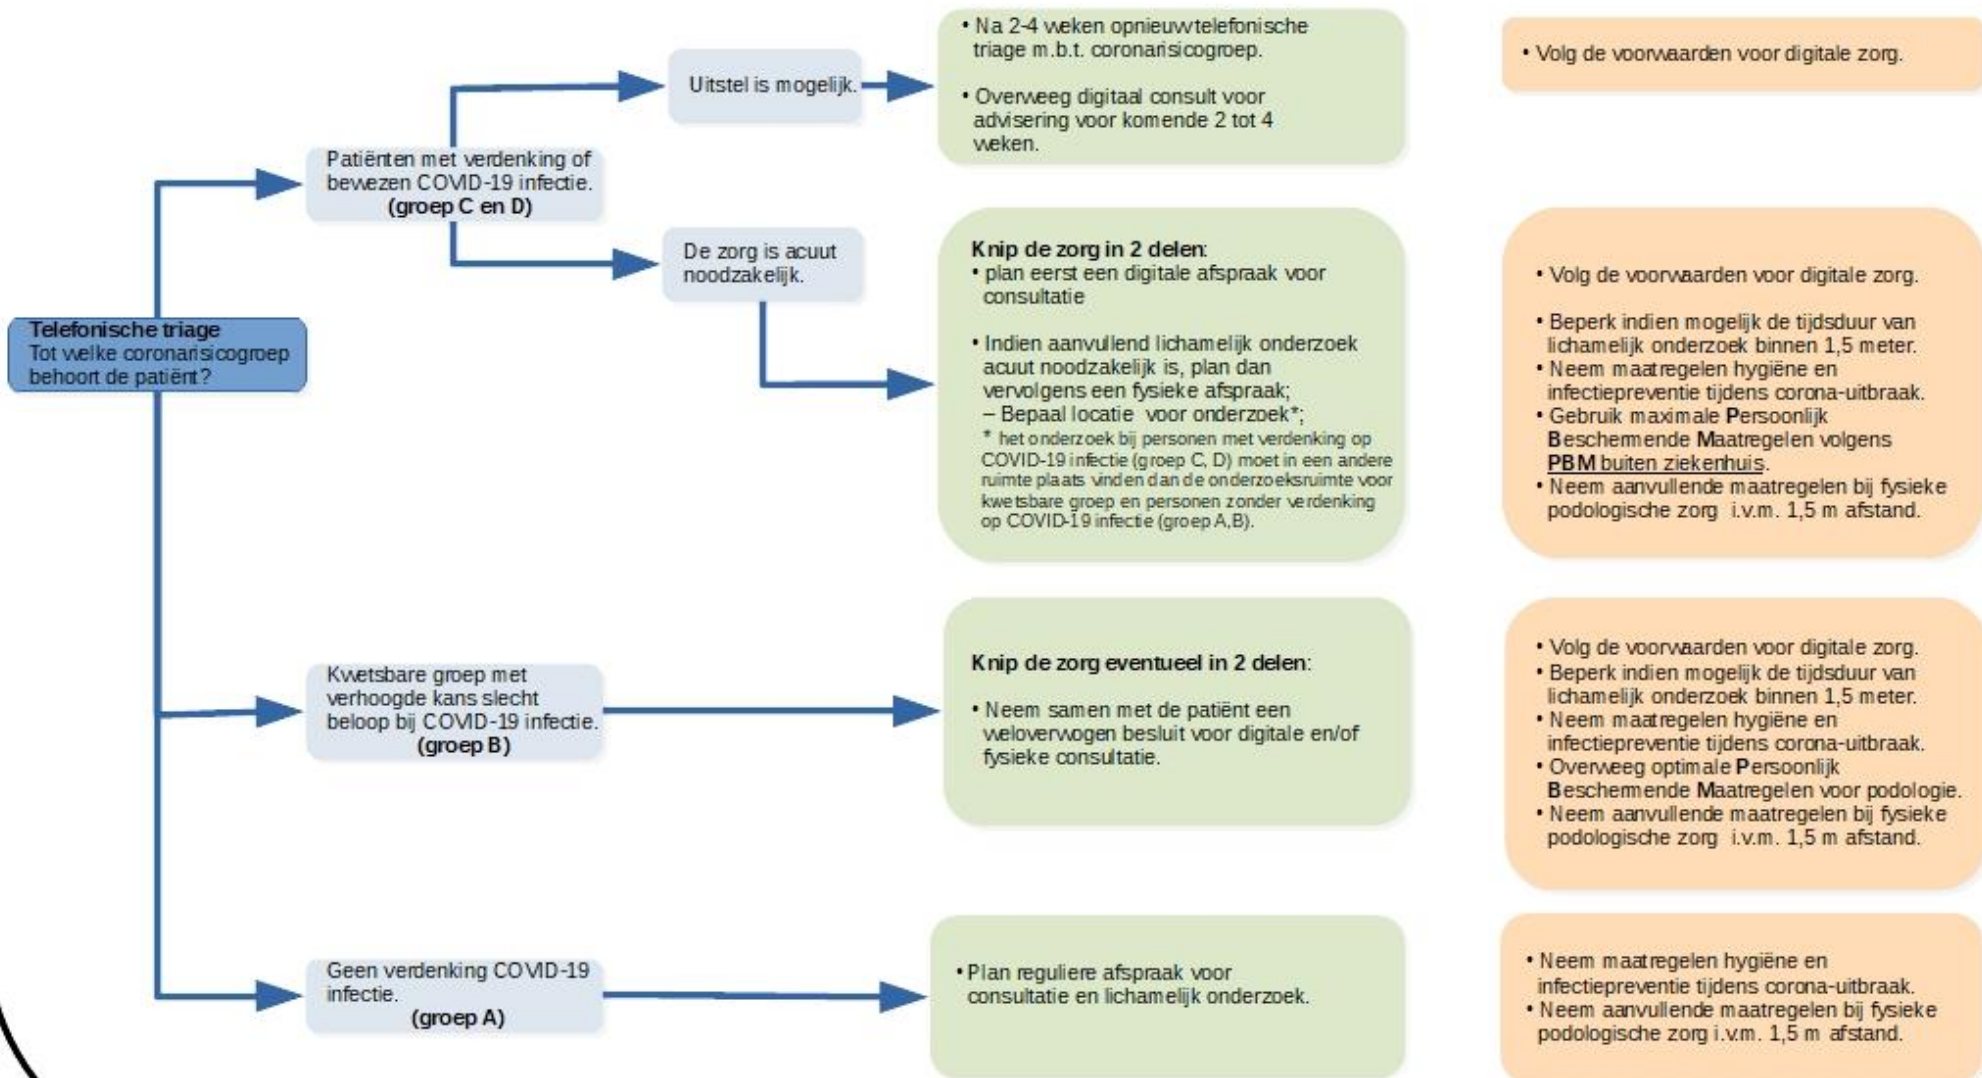 Telefonische triage
Tot welke coronarisicogroep
behoort de patiënt?
Patiënten met verdenking of
bewezen COVID-19 infectie.
(groep C en D)
Uitstel is mogelijk.
• Na 2-4 weken opnieuw telefonische
triage m.b.t. coronarisicogroep.
• Overweeg digitaal consult voor
advisering voor komende 2 tot 4
weken.
• Volg de voorwaarden voor digitale zorg.
De zorg is acuut
noodzakelijk.
Knip de zorg in 2 delen:
• plan eerst een digitale afspraak voor
consultatie
• Indien aanvullend lichamelijk onderzoek
acuut noodzakelijk is, plan dan
vervolgens een fysieke afspraak;
– Bepaal locatie voor onderzoek*;
* het onderzoek bij personen met verdenking op
COVID-19 infectie (groep C, D) moet in een andere
ruimte plaats vinden dan de onderzoeksruimte voor
kwetsbare groep en personen zonder verdenking
op COVID-19 infectie (groep A,B).
• Volg de voorwaarden voor digitale zorg.
• Beperk indien mogelijk de tijdsduur van
lichamelijk onderzoek binnen 1,5 meter.
• Neem maatregelen hygiëne en
infectiepreventie tijdens corona-uitbraak.
• Gebruik maximale Persoonlijk
Beschermende Maatregelen volgens
PBM buiten ziekenhuis.
• Neem aanvullende maatregelen bij fysieke
podologische zorg i.v.m. 1,5 m afstand.
Kwetsbare groep met
verhoogde kans slecht
beloop bij COVID-19 infectie.
(groep B)
Knip de zorg eventueel in 2 delen:
• Neem samen met de patiënt een
weloverwogen besluit voor digitale en/of
fysieke consultatie.
• Volg de voorwaarden voor digitale zorg.
• Beperk indien mogelijk de tijdsduur van
lichamelijk onderzoek binnen 1,5 meter.
• Neem maatregelen hygiëne en
infectiepreventie tijdens corona-uitbraak.
• Overweeg optimale Persoonlijk
Beschermende Maatregelen voor podologie.
• Neem aanvullende maatregelen bij fysieke
podologische zorg i.v.m. 1,5 m afstand.
Geen verdenking COVID-19
infectie.
(groep A)
• Plan reguliere afspraak voor
consultatie en lichamelijk onderzoek.
• Neem maatregelen hygiëne en
infectiepreventie tijdens corona-uitbraak.
• Neem aanvullende maatregelen bij fysieke
podologische zorg i.v.m. 1,5 m afstand.